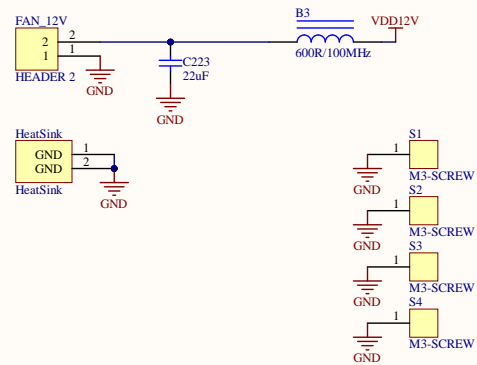 FAN_12V
2 2
1 1
HEADER 2
GND
C223
22uF
GND
B3
600R/100MHz
VDD12V
HeatSink
GND 1
GND 2
HeatSink
GND
S1
1
M3-SCREW
GND
S2
1
M3-SCREW
GND
S3
1
M3-SCREW
GND
S4
1
M3-SCREW
GND